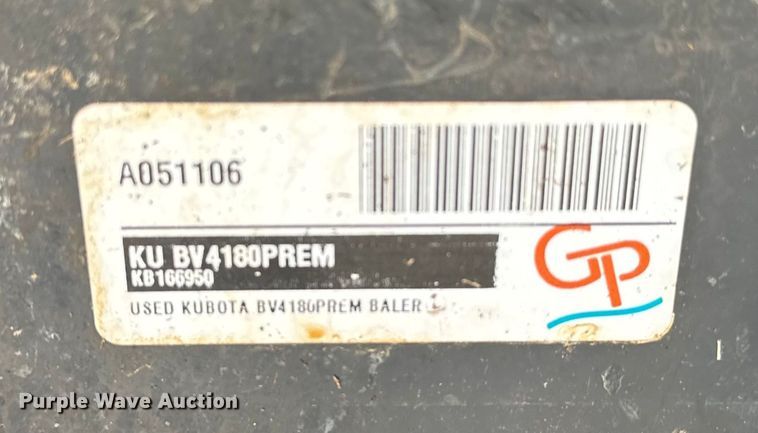 A051106
KU BV4180PREM
KB166950
GP
USED KUBOTA BV4180PREM BALER
Purple Wave Auction